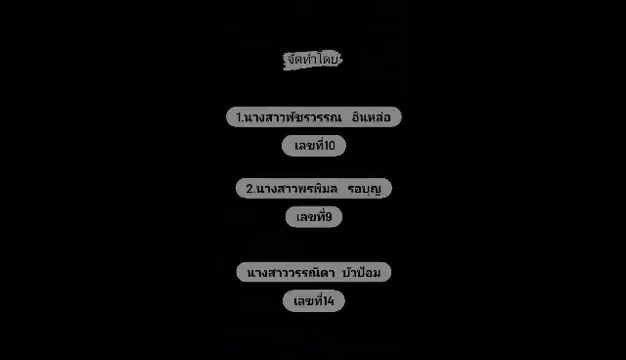 จัดทำโดย
1.นางสาวพัชรวรรณ อินหล่อ
เลขที่10
2.นางสาวพรพิมล รอบุญ
เลขที่9
นางสาววรรณิดา บัวป้อม
เลขที่14